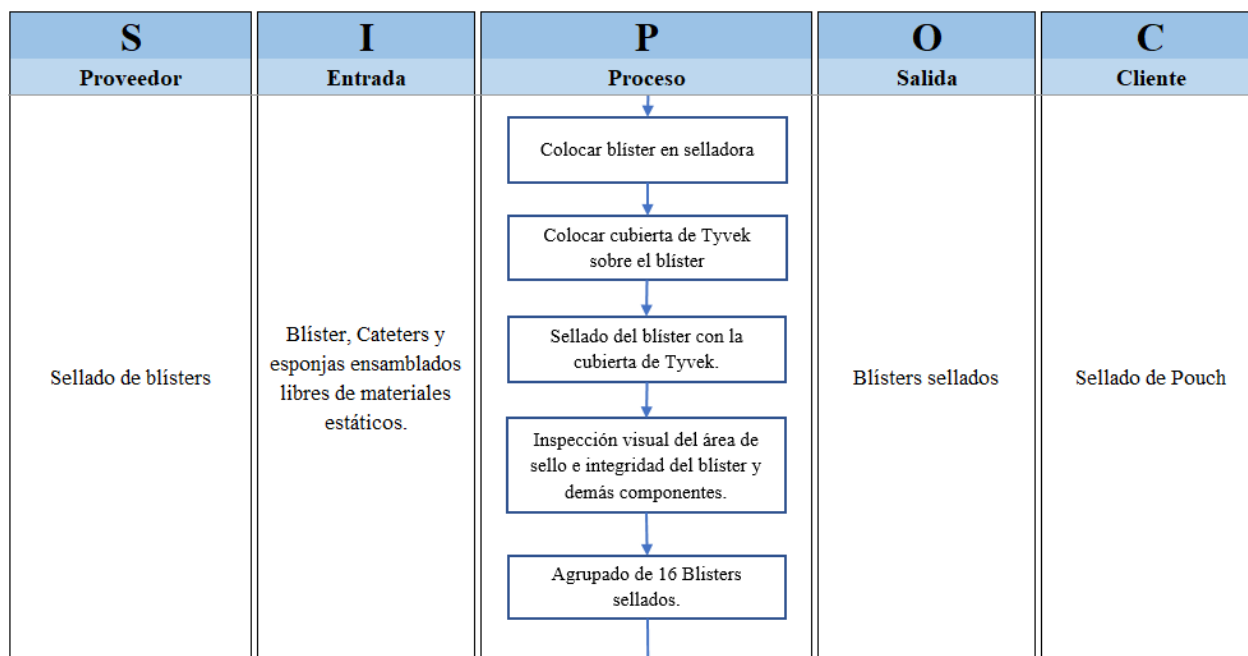 S
Proveedor
I
Entrada
P
Proceso
O
Salida
C
Cliente
Sellado de blísters
Blíster, Cateters y
esponjas ensamblados
libres de materiales
estáticos.
Colocar blíster en selladora
Colocar cubierta de Tyvek
sobre el blíster
Sellado del blíster con la
cubierta de Tyvek.
Inspección visual del área de
sello e integridad del blíster y
demás componentes.
Agrupado de 16 Blisters
sellados.
Blísters sellados
Sellado de Pouch